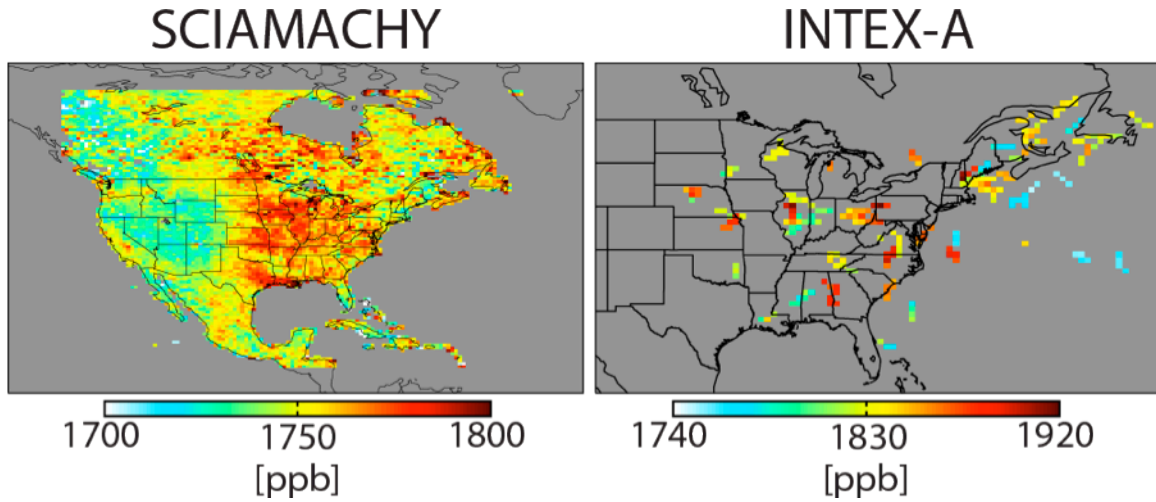 SCIAMACHY
INTEX-A
1700 1750 1800
[ppb]
1740 1830 1920
[ppb]